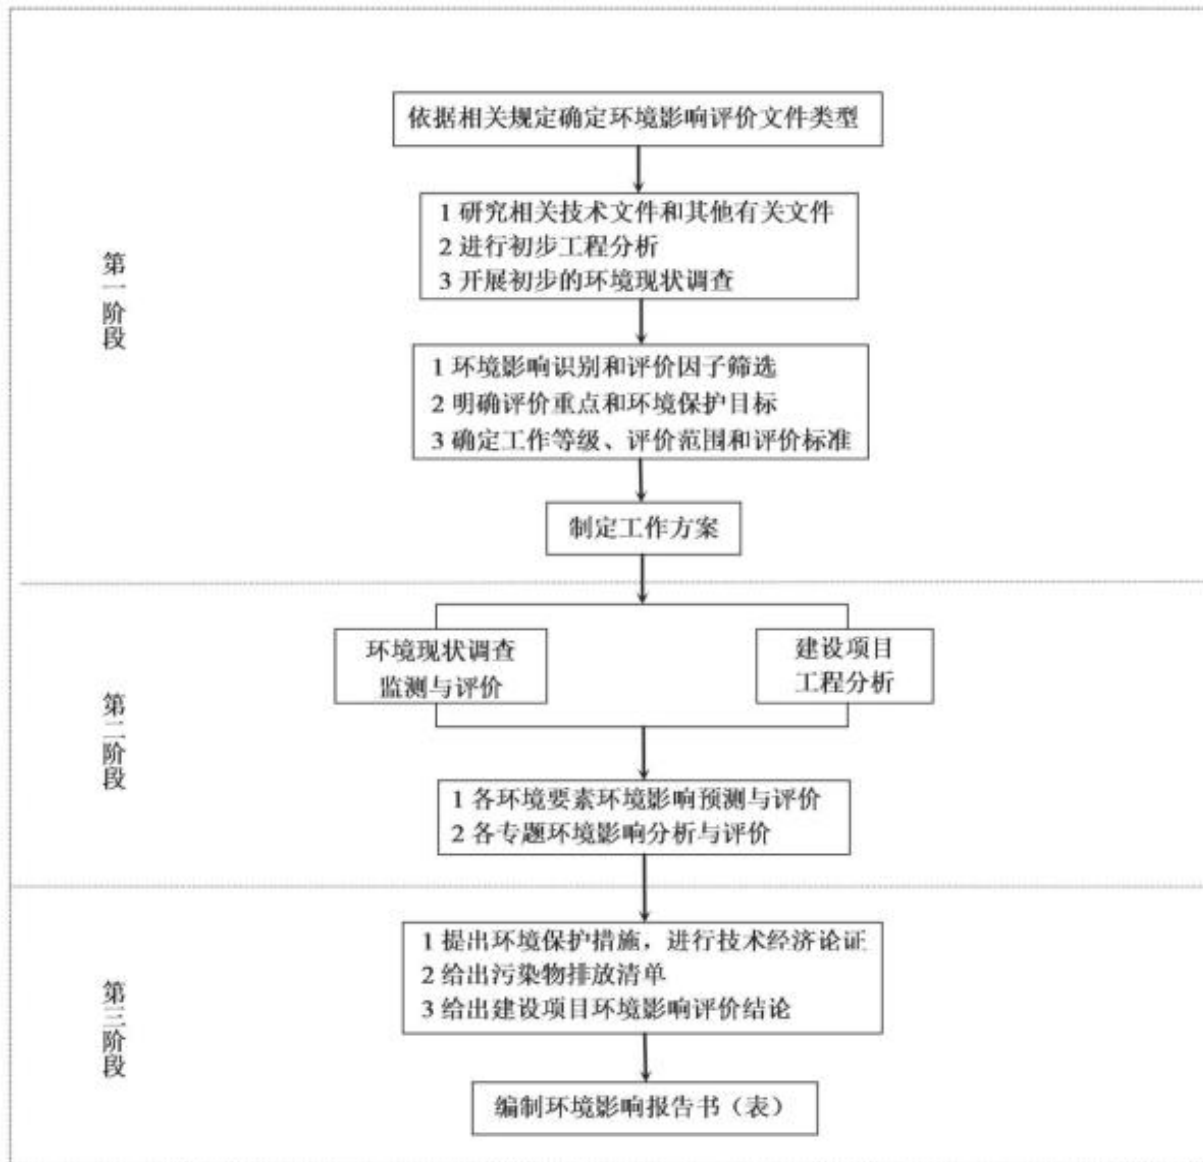 依据相关规定确定环境影响评价文件类型
1 研究相关技术文件和其他有关文件
2 进行初步工程分析
3 开展初步的环境现状调查
第一阶段
1 环境影响识别和评价因子筛选
2 明确评价重点和环境保护目标
3 确定工作等级、评价范围和评价标准
制定工作方案
环境现状调查
监测与评价
建设项目
工程分析
第二阶段
1 各环境要素环境影响预测与评价
2 各专题环境影响分析与评价
1 提出环境保护措施，进行技术经济论证
2 给出污染物排放清单
3 给出建设项目环境影响评价结论
第三阶段
编制环境影响报告书（表）